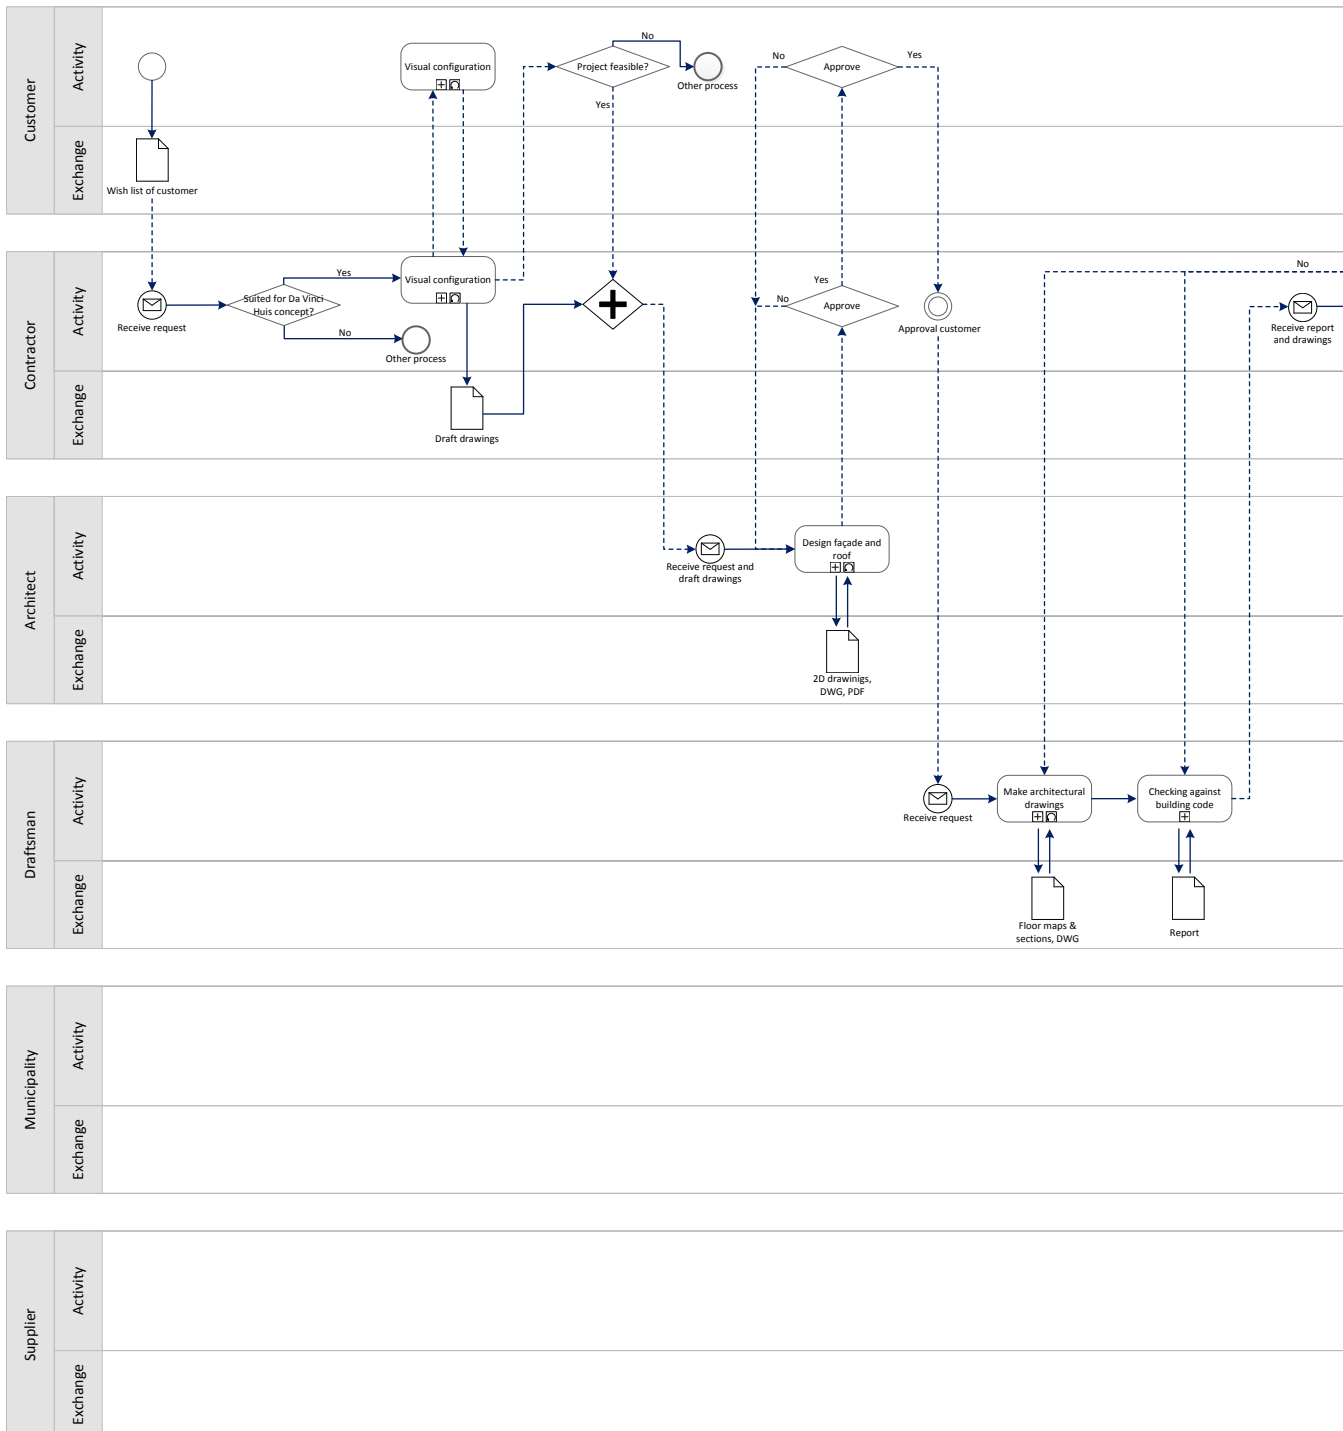 Customer
Activity
Exchange
No
Visual configuration
Project feasible?
Other process
Yes
No
Approve
Yes
Wish list of customer
Contractor
Activity
Exchange
Receive request
Suited for Da Vinci
Huis concept?
Yes
No
Visual configuration
Other process
Draft drawings
Yes
No
Approve
Approval customer
No
Receive report
and drawings
Architect
Activity
Exchange
Receive request and
draft drawings
Design façade and
roof
2D drawinigs,
DWG, PDF
Draftsman
Activity
Exchange
Receive request
Make architectural
drawings
Checking against
building code
Floor maps &
sections, DWG
Report
Municipality
Activity
Exchange
Supplier
Activity
Exchange